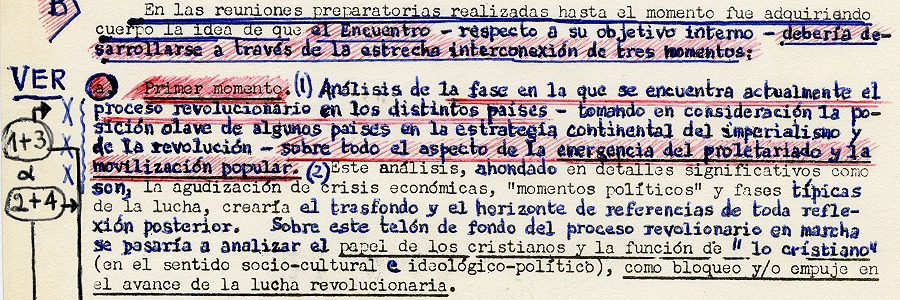 B)
En las reuniones preparatorias realizadas hasta el momento fue adquiriendo
cuerpo la idea de que el Encuentro - respecto a su objetivo interno - debería de-
sarrollarse a través de la estrecha interconexión de tres momentos:
VER
a. Primer momento. (1) Análisis de la fase en la que se encuentra actualmente el
proceso revolucionario en los distintos países - tomando en consideración la po-
sición clave de algunos países en la estrategia continental del imperialismo y
1+3
de la revolución - sobre todo el aspecto de la emergencia del proletariado y la
movilización popular. (2) Este análisis, ahondado en detalles significativos como
a
son, la agudización de crisis económicas, "momentos políticos" y fases típicas
2+4
de la lucha, crearía el trasfondo y el horizonte de referencias de toda refle-
xión posterior. Sobre este telón de fondo del proceso revolionario en marcha
se pasaría a analizar el papel de los cristianos y la función de "lo cristiano"
(en el sentido socio-cultural e ideológico-político), como bloqueo y/o empuje en
el avance de la lucha revolucionaria.